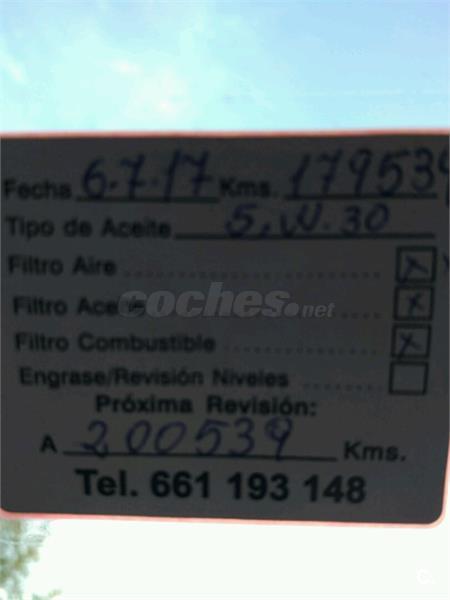 Fecha 6.7.17 Kms. 179539
Tipo de Aceite 5.W.30
Filtro Aire X
Filtro Aceite X
coches.net
Filtro Combustible X
Engrase/Revisión Niveles
Próxima Revisión:
A 200539 Kms.
Tel. 661 193 148
C.